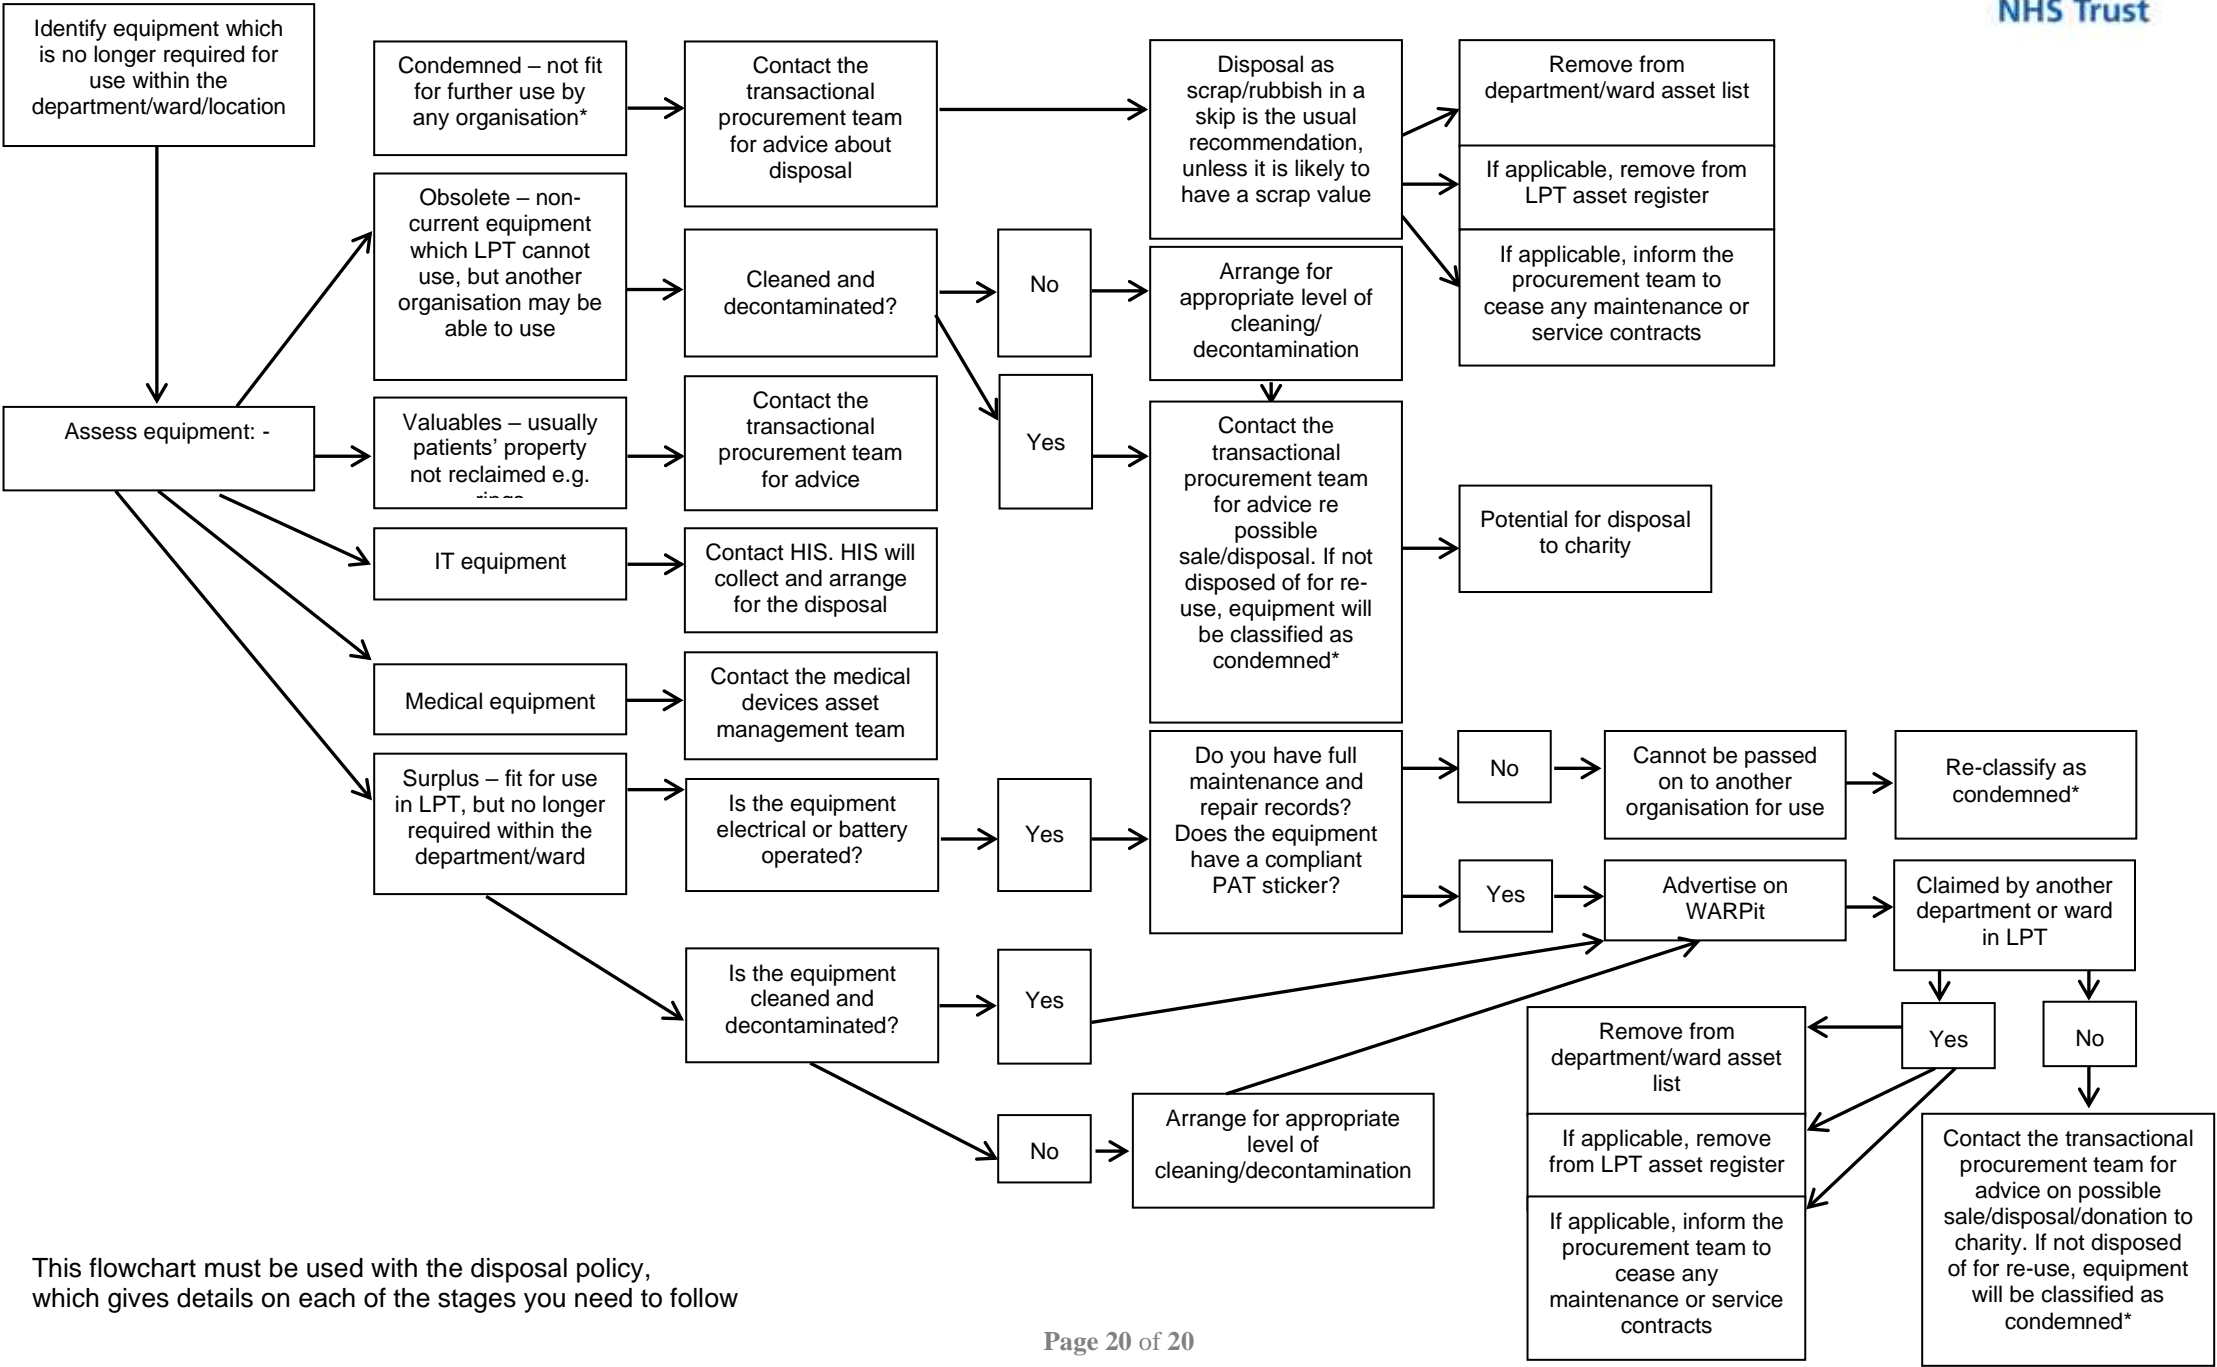 NHS Trust
Identify equipment which
is no longer required for
use within the
department/ward/location
Condemned – not fit
for further use by
any organisation*
Contact the
transactional
procurement team
for advice about
disposal
Disposal as
scrap/rubbish in a
skip is the usual
recommendation,
unless it is likely to
have a scrap value
Remove from
department/ward asset list
If applicable, remove from
LPT asset register
If applicable, inform the
procurement team to
cease any maintenance or
service contracts
Obsolete – non-
current equipment
which LPT cannot
use, but another
organisation may be
able to use
Cleaned and
decontaminated?
No
Arrange for
appropriate level of
cleaning/
decontamination
Yes
Contact the
transactional
procurement team
for advice re
possible
sale/disposal. If not
disposed of for re-
use, equipment will
be classified as
condemned*
Potential for disposal
to charity
Assess equipment: -
Valuables – usually
patients’ property
not reclaimed e.g.
rings
Contact the
transactional
procurement team
for advice
IT equipment
Contact HIS. HIS will
collect and arrange
for the disposal
Medical equipment
Contact the medical
devices asset
management team
Surplus – fit for use
in LPT, but no longer
required within the
department/ward
Is the equipment
electrical or battery
operated?
Yes
Do you have full
maintenance and
repair records?
Does the equipment
have a compliant
PAT sticker?
No
Cannot be passed
on to another
organisation for use
Re-classify as
condemned*
Yes
Advertise on
WARPit
Claimed by another
department or ward
in LPT
Is the equipment
cleaned and
decontaminated?
Yes
No
Arrange for appropriate
level of
cleaning/decontamination
Yes
No
Remove from
department/ward asset
list
If applicable, remove
from LPT asset register
If applicable, inform the
procurement team to
cease any
maintenance or service
contracts
Contact the transactional
procurement team for
advice on possible
sale/disposal/donation to
charity. If not disposed
of for re-use, equipment
will be classified as
condemned*
This flowchart must be used with the disposal policy,
which gives details on each of the stages you need to follow
Page 20 of 20